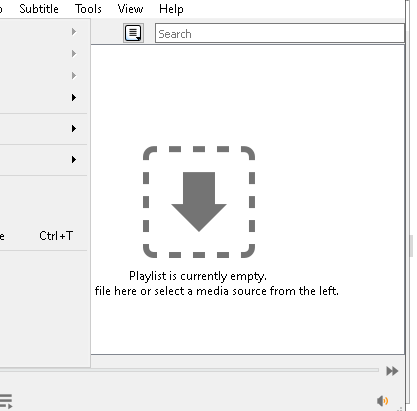 Subtitle Tools View Help
Search
e Ctrl+T
Playlist is currently empty.
file here or select a media source from the left.